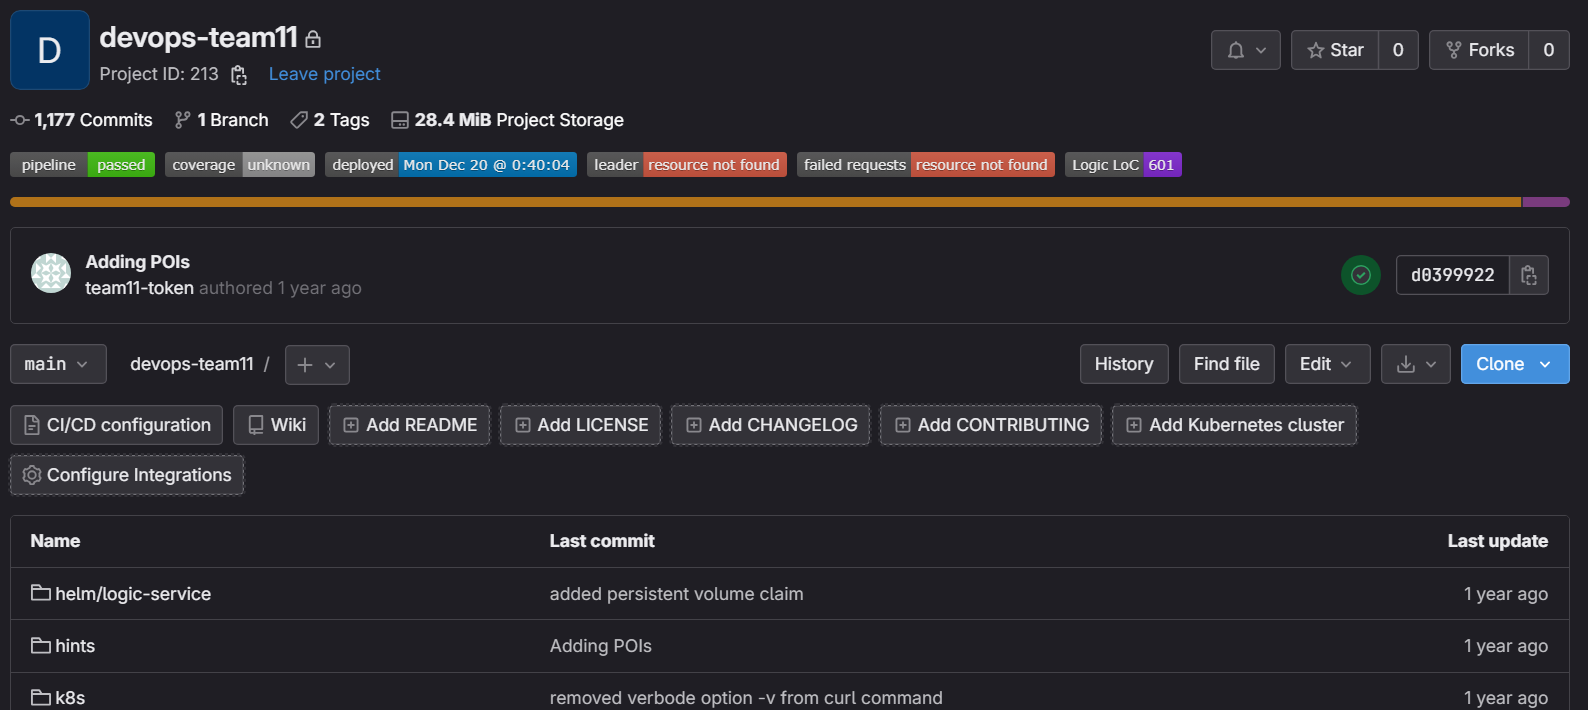 D
devops-team11
Project ID: 213 Leave project
Star 0 Forks 0
1,177 Commits 1 Branch 2 Tags 28.4 MiB Project Storage
pipeline passed coverage unknown deployed Mon Dec 20 @ 0:40:04 leader resource not found failed requests resource not found Logic LoC 601
Adding POIs
team11-token authored 1 year ago
d0399922
main devops-team11 / + History Find file Edit Clone
CI/CD configuration Wiki Add README Add LICENSE Add CHANGELOG Add CONTRIBUTING Add Kubernetes cluster
Configure Integrations
Name Last commit Last update
helm/logic-service added persistent volume claim 1 year ago
hints Adding POIs 1 year ago
k8s removed verbode option -v from curl command 1 year ago